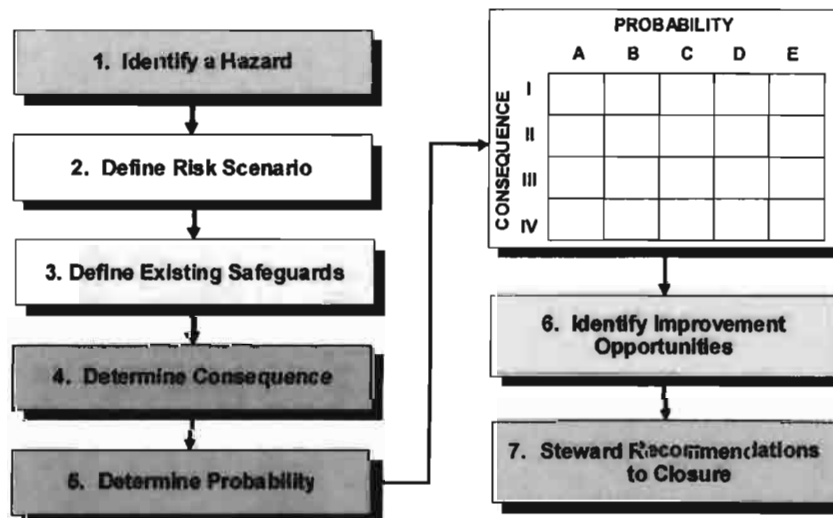 1. Identify a Hazard
2. Define Risk Scenario
3. Define Existing Safeguards
4. Determine Consequence
5. Determine Probability
PROBABILITY
A B C D E
CONSEQUENCE
I
II
III
IV
6. Identify Improvement
Opportunities
7. Steward Recommendations
to Closure